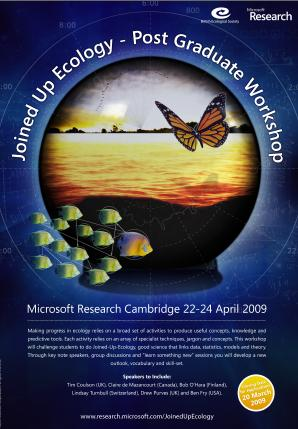 British Ecological Society
Microsoft
Research
Joined Up Ecology - Post Graduate Workshop
Microsoft Research Cambridge 22-24 April 2009
Making progress in ecology relies on a broad set of activities to produce useful concepts, knowledge and
predictive tools. Each activity relies on an array of specialist techniques, jargon and concepts. This workshop
will challenge students to do Joined-Up-Ecology, good science that links data, statistics, models and theory.
Through key note speakers, group discussions and "learn something new" sessions you will develop a new
outlook, vocabulary and skill-set.
Speakers to Include:
Tim Coulson (UK), Claire de Mazancourt (Canada), Bob O'Hara (Finland),
Lindsay Turnbull (Switzerland), Drew Purves (UK) and Ben Fry (USA).
20 March
2009
www.research.microsoft.com/JoinedUpEcology